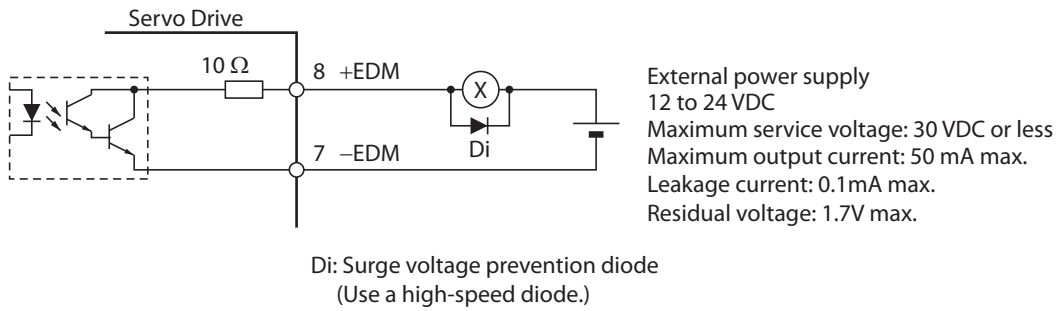 Servo Drive
10 Ω
8 +EDM
X
Di
7 −EDM
External power supply
12 to 24 VDC
Maximum service voltage: 30 VDC or less
Maximum output current: 50 mA max.
Leakage current: 0.1mA max.
Residual voltage: 1.7V max.
Di: Surge voltage prevention diode
(Use a high-speed diode.)